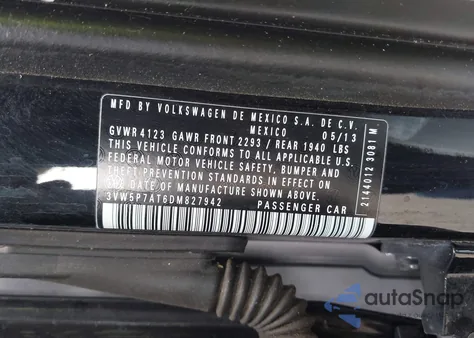 MFD BY VOLKSWAGEN DE MEXICO S.A. DE C.V.
MEXICO 05/13
GVWR 4123 GAWR FRONT 2293 / REAR 1940 LBS
THIS VEHICLE CONFORMS TO ALL APPLICABLE U.S.
FEDERAL MOTOR VEHICLE SAFETY, BUMPER AND
THEFT PREVENTION STANDARDS IN EFFECT ON
THE DATE OF MANUFACTURE SHOWN ABOVE
3VW5P7AT6DM827942 PASSENGER CAR
2144012 3081 M
autoSnap